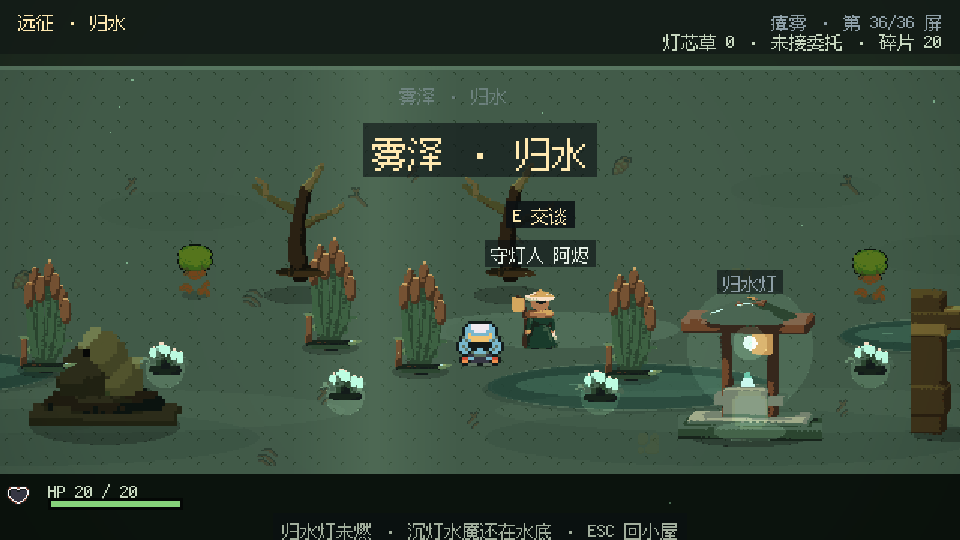 远征 · 归水
瘴雾 · 第 36/36 屏
灯芯草 0 · 未接委托 · 碎片 20
雾泽 · 归水
雾泽 · 归水
E 交谈
守灯人 阿烬
归水灯
HP 20 / 20
归水灯未燃 · 沉灯水魇还在水底 · ESC 回小屋